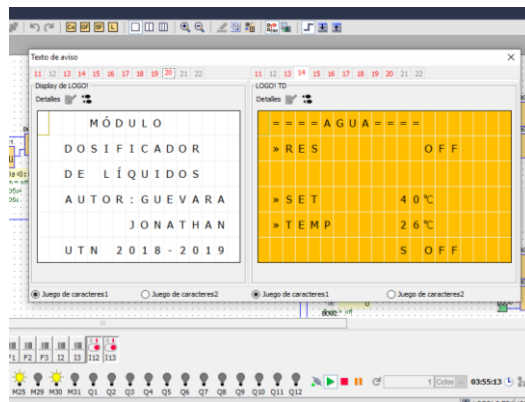 Co GF SF L
Texto de aviso
11 12 13 14 15 16 17 18 19 20 21 22
11 12 13 14 15 16 17 18 19 20 21 22
Display de LOGO!
LOGO! TD
Detalles
Detalles
MÓDULO
DOSIFICADOR
DE LÍQUIDOS
AUTOR:GUEVARA
JONATHAN
UTN 2018-2019
====AGUA====
»RES OFF
»SET 40°C
»TEMP 26°C
S OFF
Juego de caracteres1 Juego de caracteres2
Juego de caracteres1 Juego de caracteres2
F2 F3 I2 I3 I12 I13
M25 M29 M30 M31 Q1 Q2 Q3 Q4 Q5 Q6 Q7 Q8 Q9 Q10 Q11 Q12
1 Ciclos ... 03:55:13